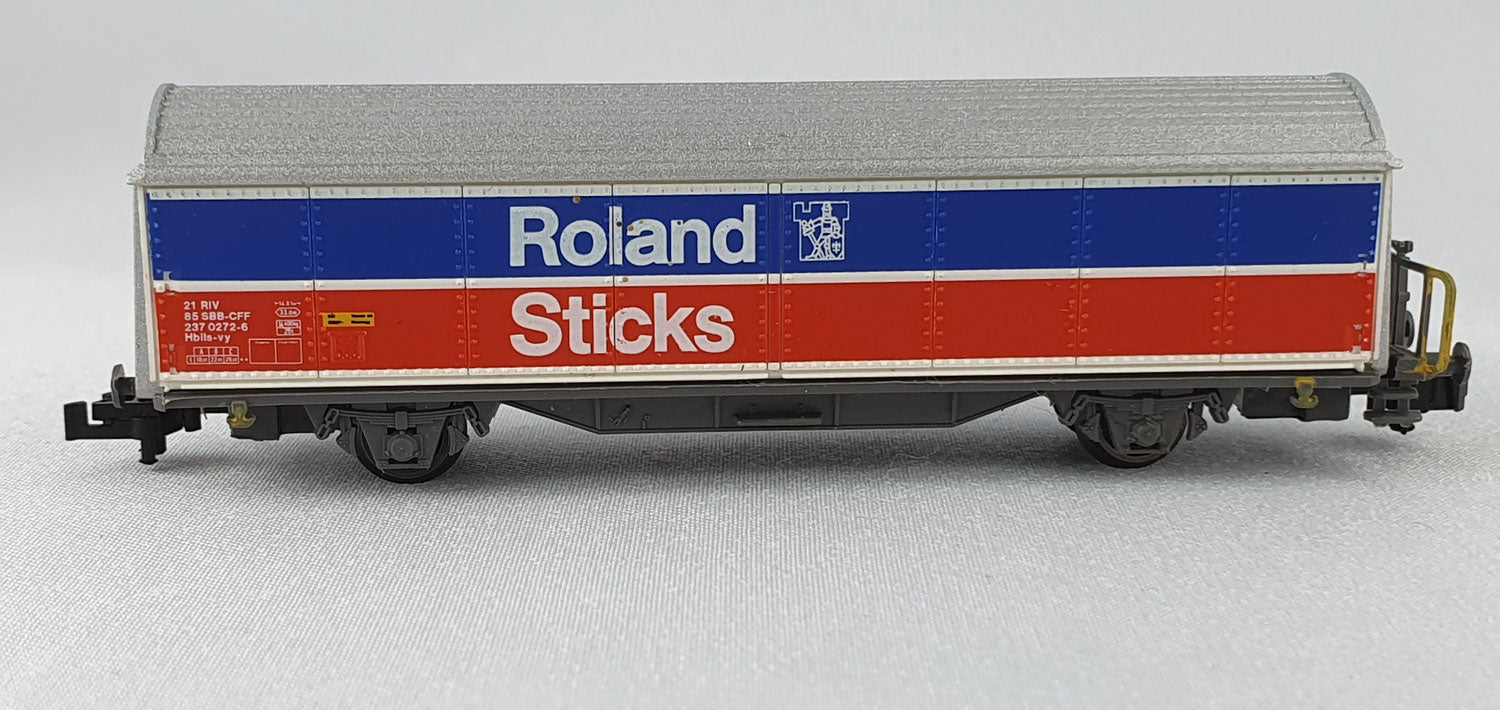 Roland
Sticks
21 RIV
85 SBB-CFF
237 0272-6
Hbils-vy
A B C